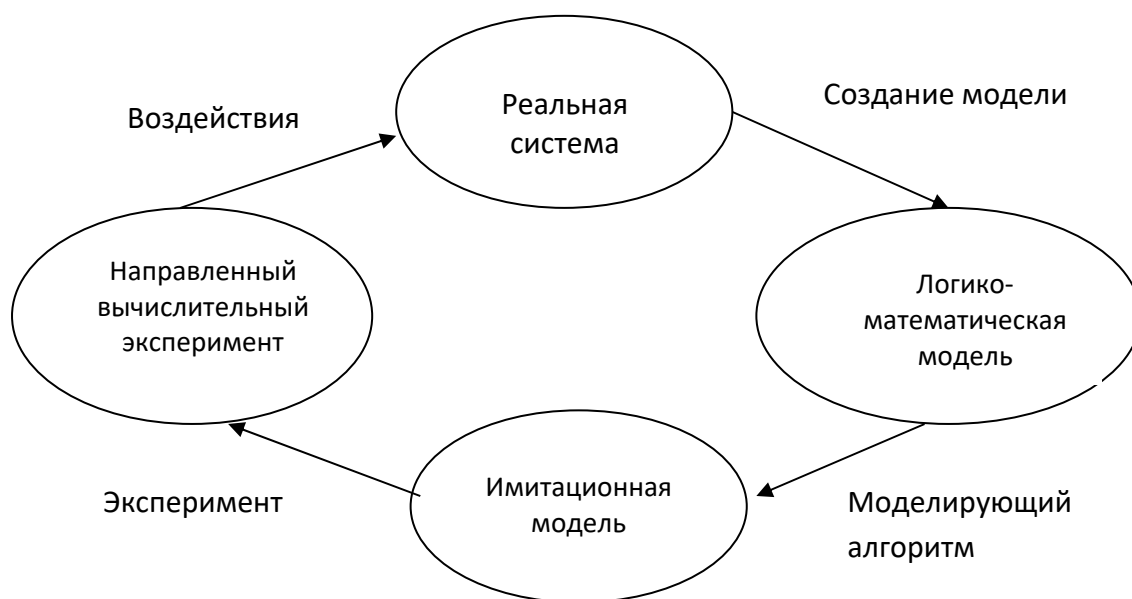 Реальная
система
Создание модели
Воздействия
Направленный
вычислительный
эксперимент
Логико-
математическая
модель
Эксперимент
Имитационная
модель
Моделирующий
алгоритм